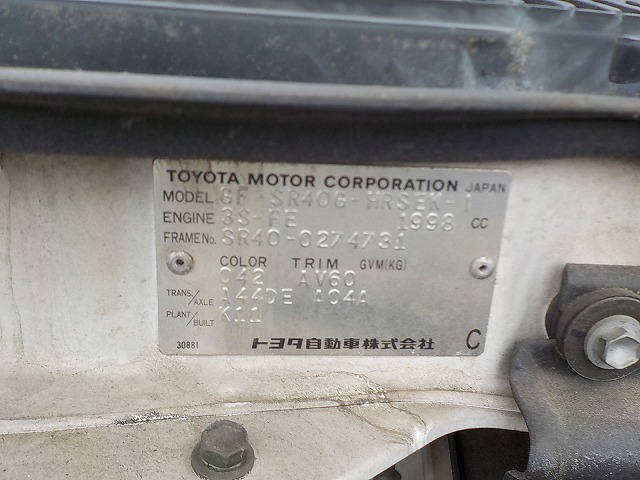 TOYOTA MOTOR CORPORATION JAPAN
MODEL GF-SR40G-HRSEK-I
ENGINE 3S-FE 1998 CC
FRAME No. SR40-0274731
COLOR TRIM GVM(KG)
042 AV60
TRANS./AXLE A44DE A04A
PLANT/BUILT K11
30881 トヨタ自動車株式会社 C